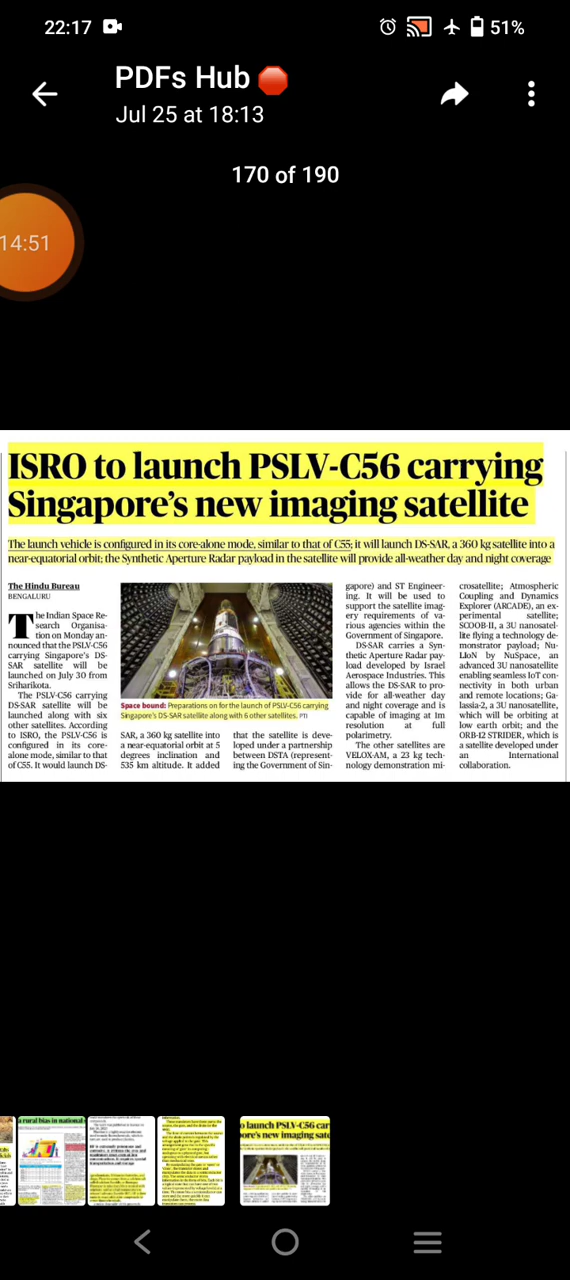 22:17
51%
PDFs Hub
Jul 25 at 18:13
170 of 190
14:51
ISRO to launch PSLV-C56 carrying
Singapore's new imaging satellite
The launch vehicle is configured in its core-alone mode, similar to that of C55; it will launch DS-SAR, a 360 kg satellite into a
near-equatorial orbit; the Synthetic Aperture Radar payload in the satellite will provide all-weather day and night coverage
The Hindu Bureau
BENGALURU
The Indian Space Re-
search Organisa-
tion on Monday an-
nounced that the PSLV-C56
carrying Singapore's DS-
SAR satellite will be
launched on July 30 from
Sriharikota.
The PSLV-C56 carrying
DS-SAR satellite will be
launched along with six
other satellites. According
to ISRO, the PSLV-C56 is
configured in its core-
alone mode, similar to that
of C55. It would launch DS-
Space bound: Preparations on for the launch of PSLV-C56 carrying
Singapore's DS-SAR satellite along with 6 other satellites. PTI
SAR, a 360 kg satellite into
a near-equatorial orbit at 5
degrees inclination and
535 km altitude. It added
that the satellite is deve-
loped under a partnership
between DSTA (represent-
ing the Government of Sin-
gapore) and ST Engineer-
ing. It will be used to
support the satellite imag-
ery requirements of va-
rious agencies within the
Government of Singapore.
DS-SAR carries a Syn-
thetic Aperture Radar pay-
load developed by Israel
Aerospace Industries. This
allows the DS-SAR to pro-
vide for all-weather day
and night coverage and is
capable of imaging at 1m
resolution at full
polarimetry.
The other satellites are
VELOX-AM, a 23 kg tech-
nology demonstration mi-
crosatellite; Atmospheric
Coupling and Dynamics
Explorer (ARCADE), an ex-
perimental satellite;
SCOOB-II, a 3U nanosatel-
lite flying a technology de-
monstrator payload; Nu-
LIoN by NuSpace, an
advanced 3U nanosatellite
enabling seamless IoT con-
nectivity in both urban
and remote locations; Ga-
lassia-2, a 3U nanosatellite,
which will be orbiting at
low earth orbit; and the
ORB-12 STRIDER, which is
a satellite developed under
an International
collaboration.
a rural bias in national
o launch PSLV-C56 car
ore's new imaging sate